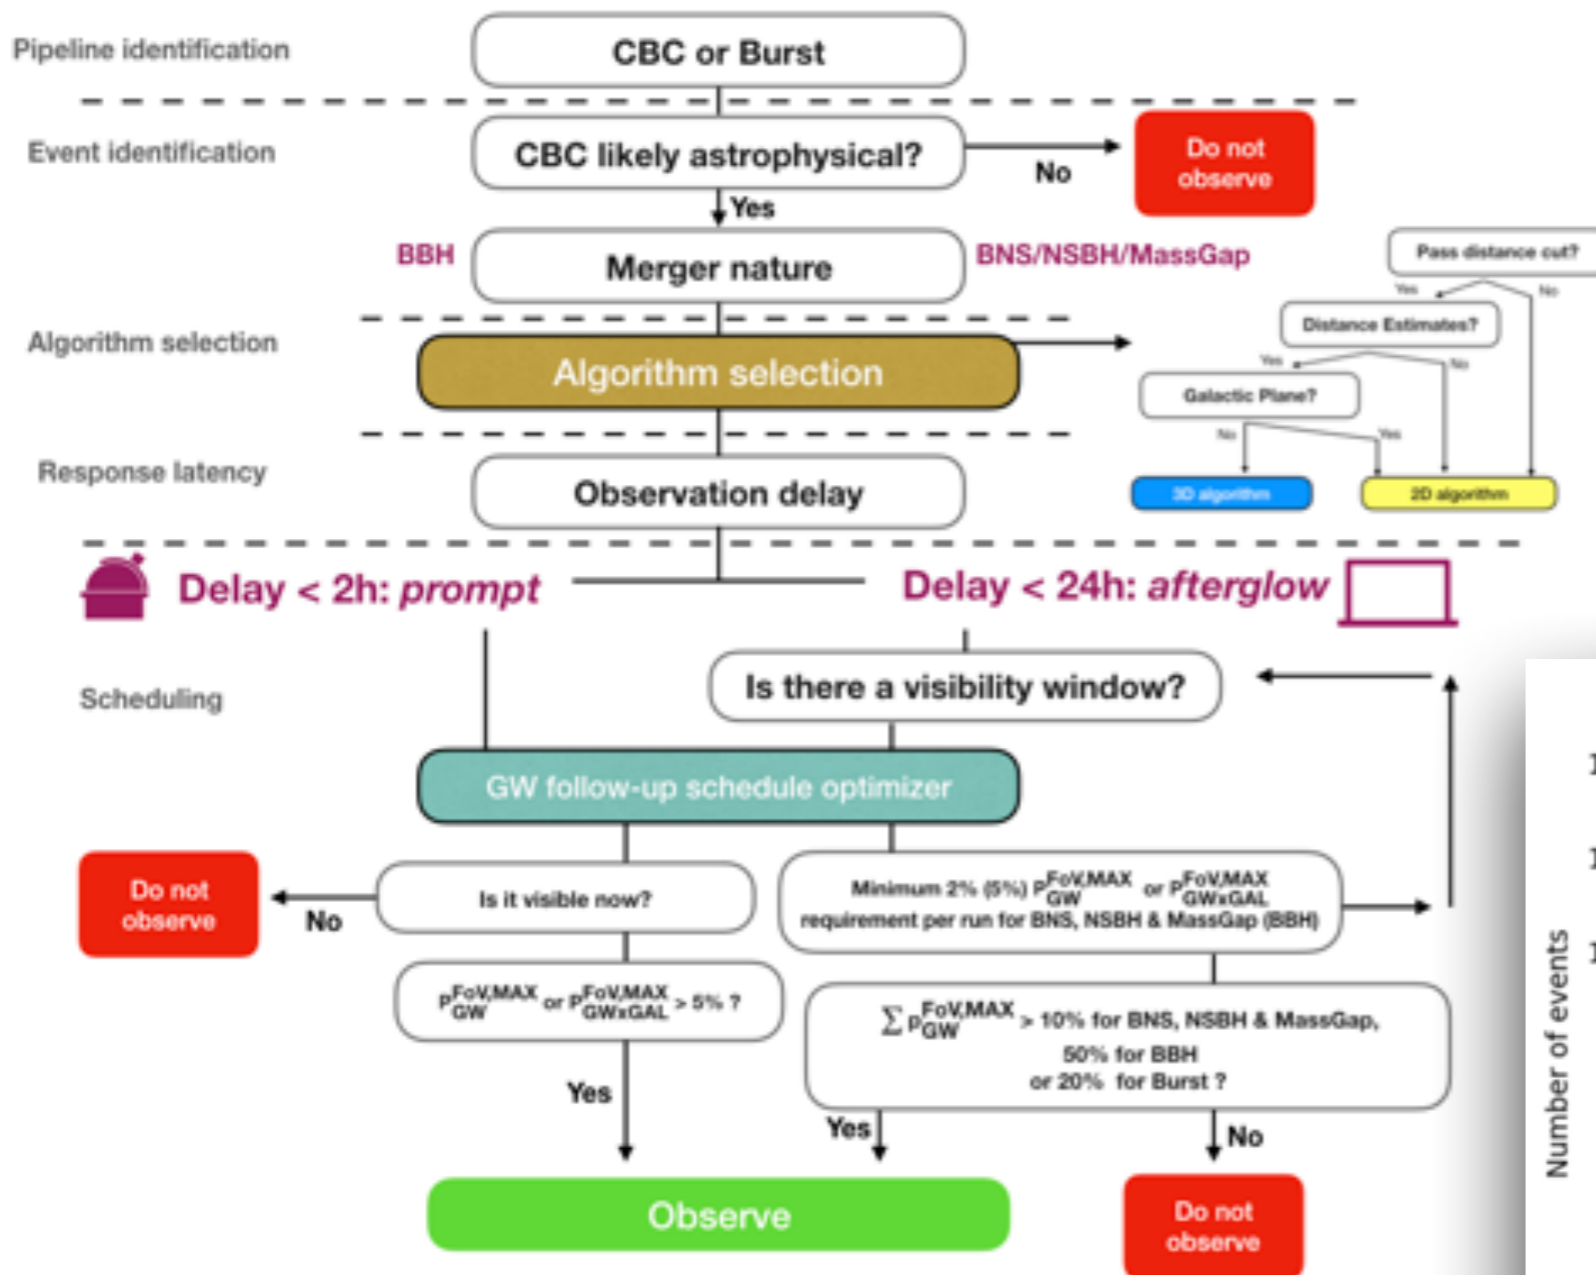 Pipeline identification
CBC or Burst
Event identification
CBC likely astrophysical?
No
Do not
observe
Yes
BBH
Merger nature
BNS/NSBH/MassGap
Algorithm selection
Algorithm selection
Pass distance cut?
Yes
No
Distance Estimates?
Yes
No
Galactic Plane?
No
Yes
3D algorithm
2D algorithm
Response latency
Observation delay
Delay < 2h: prompt
Delay < 24h: afterglow
Scheduling
Is there a visibility window?
GW follow-up schedule optimizer
Do not
observe
No
Is it visible now?
Minimum 2% (5%) P_GW^FoV,MAX or P_GWxGAL^FoV,MAX
requirement per run for BNS, NSBH & MassGap (BBH)
P_GW^FoV,MAX or P_GWxGAL^FoV,MAX > 5% ?
∑ p_GW^FoV,MAX > 10% for BNS, NSBH & MassGap,
50% for BBH
or 20% for Burst ?
Yes
Yes
No
Observe
Do not
observe
Number of events